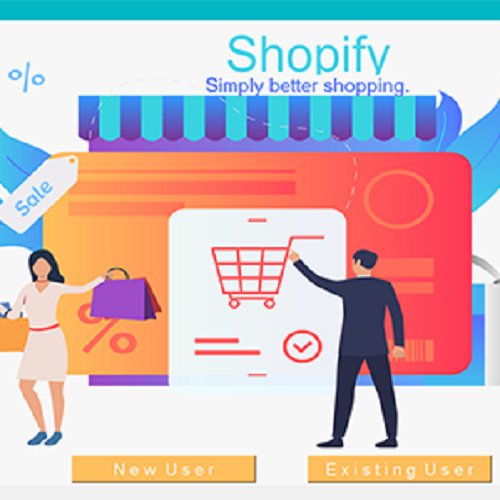 Shopify
Simply better shopping.
%
Sale
%
New User
Existing User